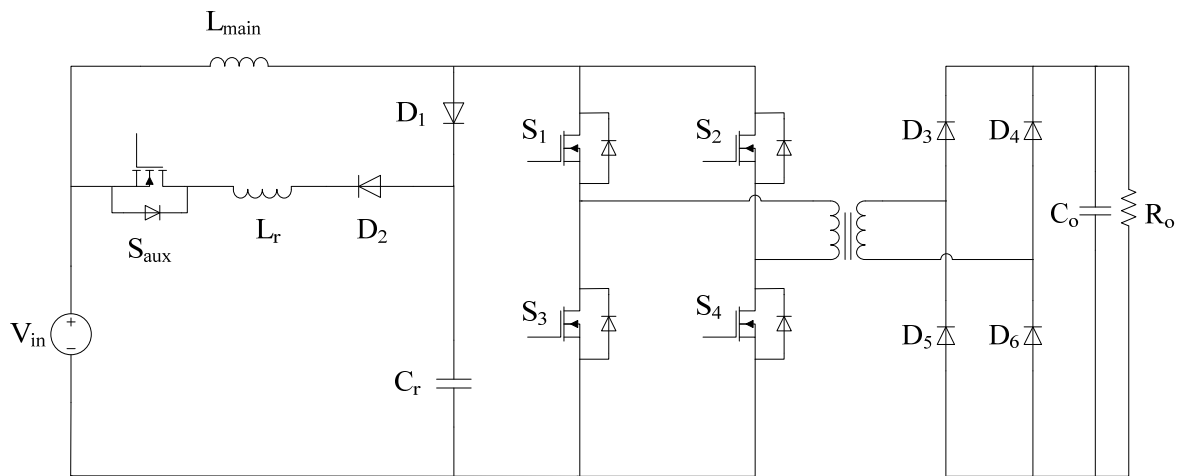 L_main
D_1
S_1
S_2
D_3
D_4
S_aux
L_r
D_2
C_o
R_o
V_in
S_3
S_4
D_5
D_6
C_r
+
−